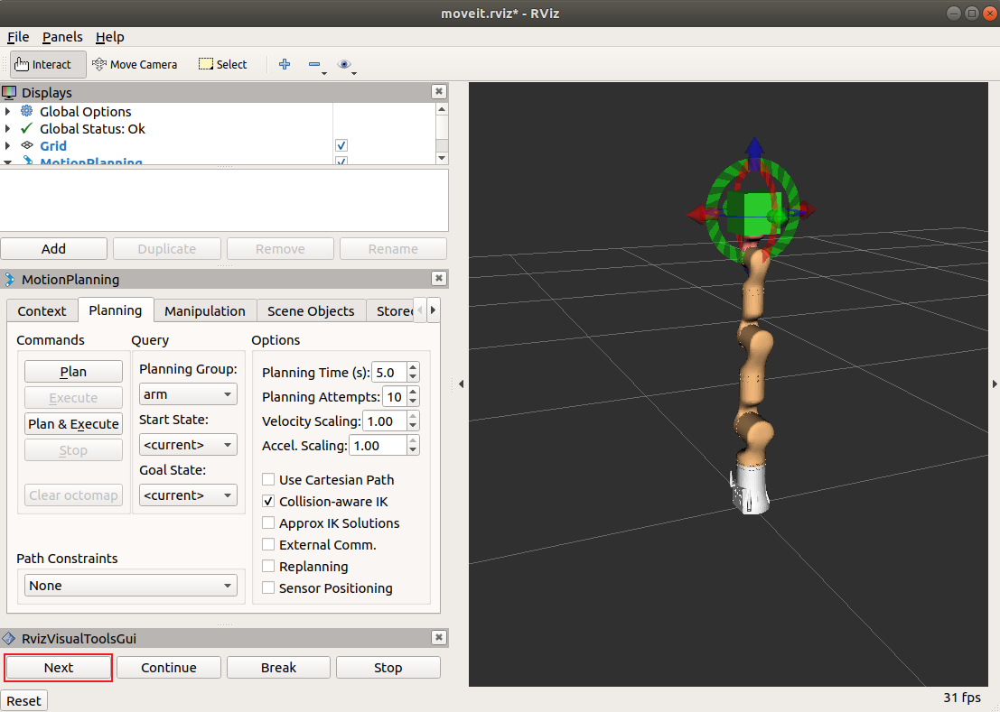 moveit.rviz* - RViz
File Panels Help
Interact Move Camera Select
Displays
Global Options
Global Status: Ok
Grid
MotionPlanning
Add Duplicate Remove Rename
MotionPlanning
Context Planning Manipulation Scene Objects Stored
Commands Query Options
Plan
Execute
Plan & Execute
Stop
Clear octomap
Planning Group:
arm
Start State:
<current>
Goal State:
<current>
Planning Time (s): 5.0
Planning Attempts: 10
Velocity Scaling: 1.00
Accel. Scaling: 1.00
Use Cartesian Path
Collision-aware IK
Approx IK Solutions
External Comm.
Replanning
Sensor Positioning
Path Constraints
None
RvizVisualToolsGui
Next Continue Break Stop
Reset
31 fps